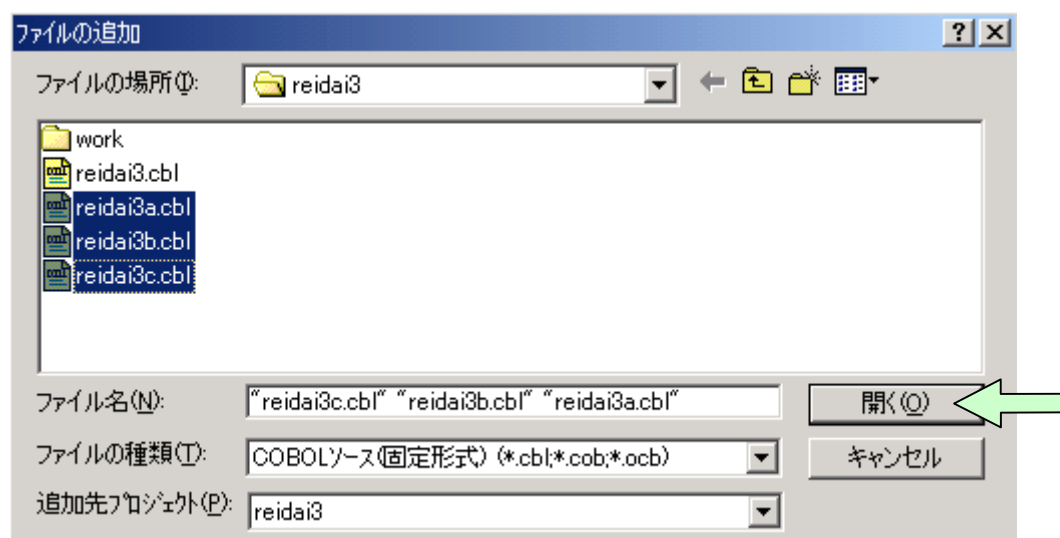 ファイルの追加
ファイルの場所(I):
reidai3
work
reidai3.cbl
reidai3a.cbl
reidai3b.cbl
reidai3c.cbl
ファイル名(N):
"reidai3c.cbl" "reidai3b.cbl" "reidai3a.cbl"
開く(O)
ファイルの種類(T):
COBOLソース(固定形式) (*.cbl;*.cob;*.ocb)
キャンセル
追加先プロジェクト(P):
reidai3